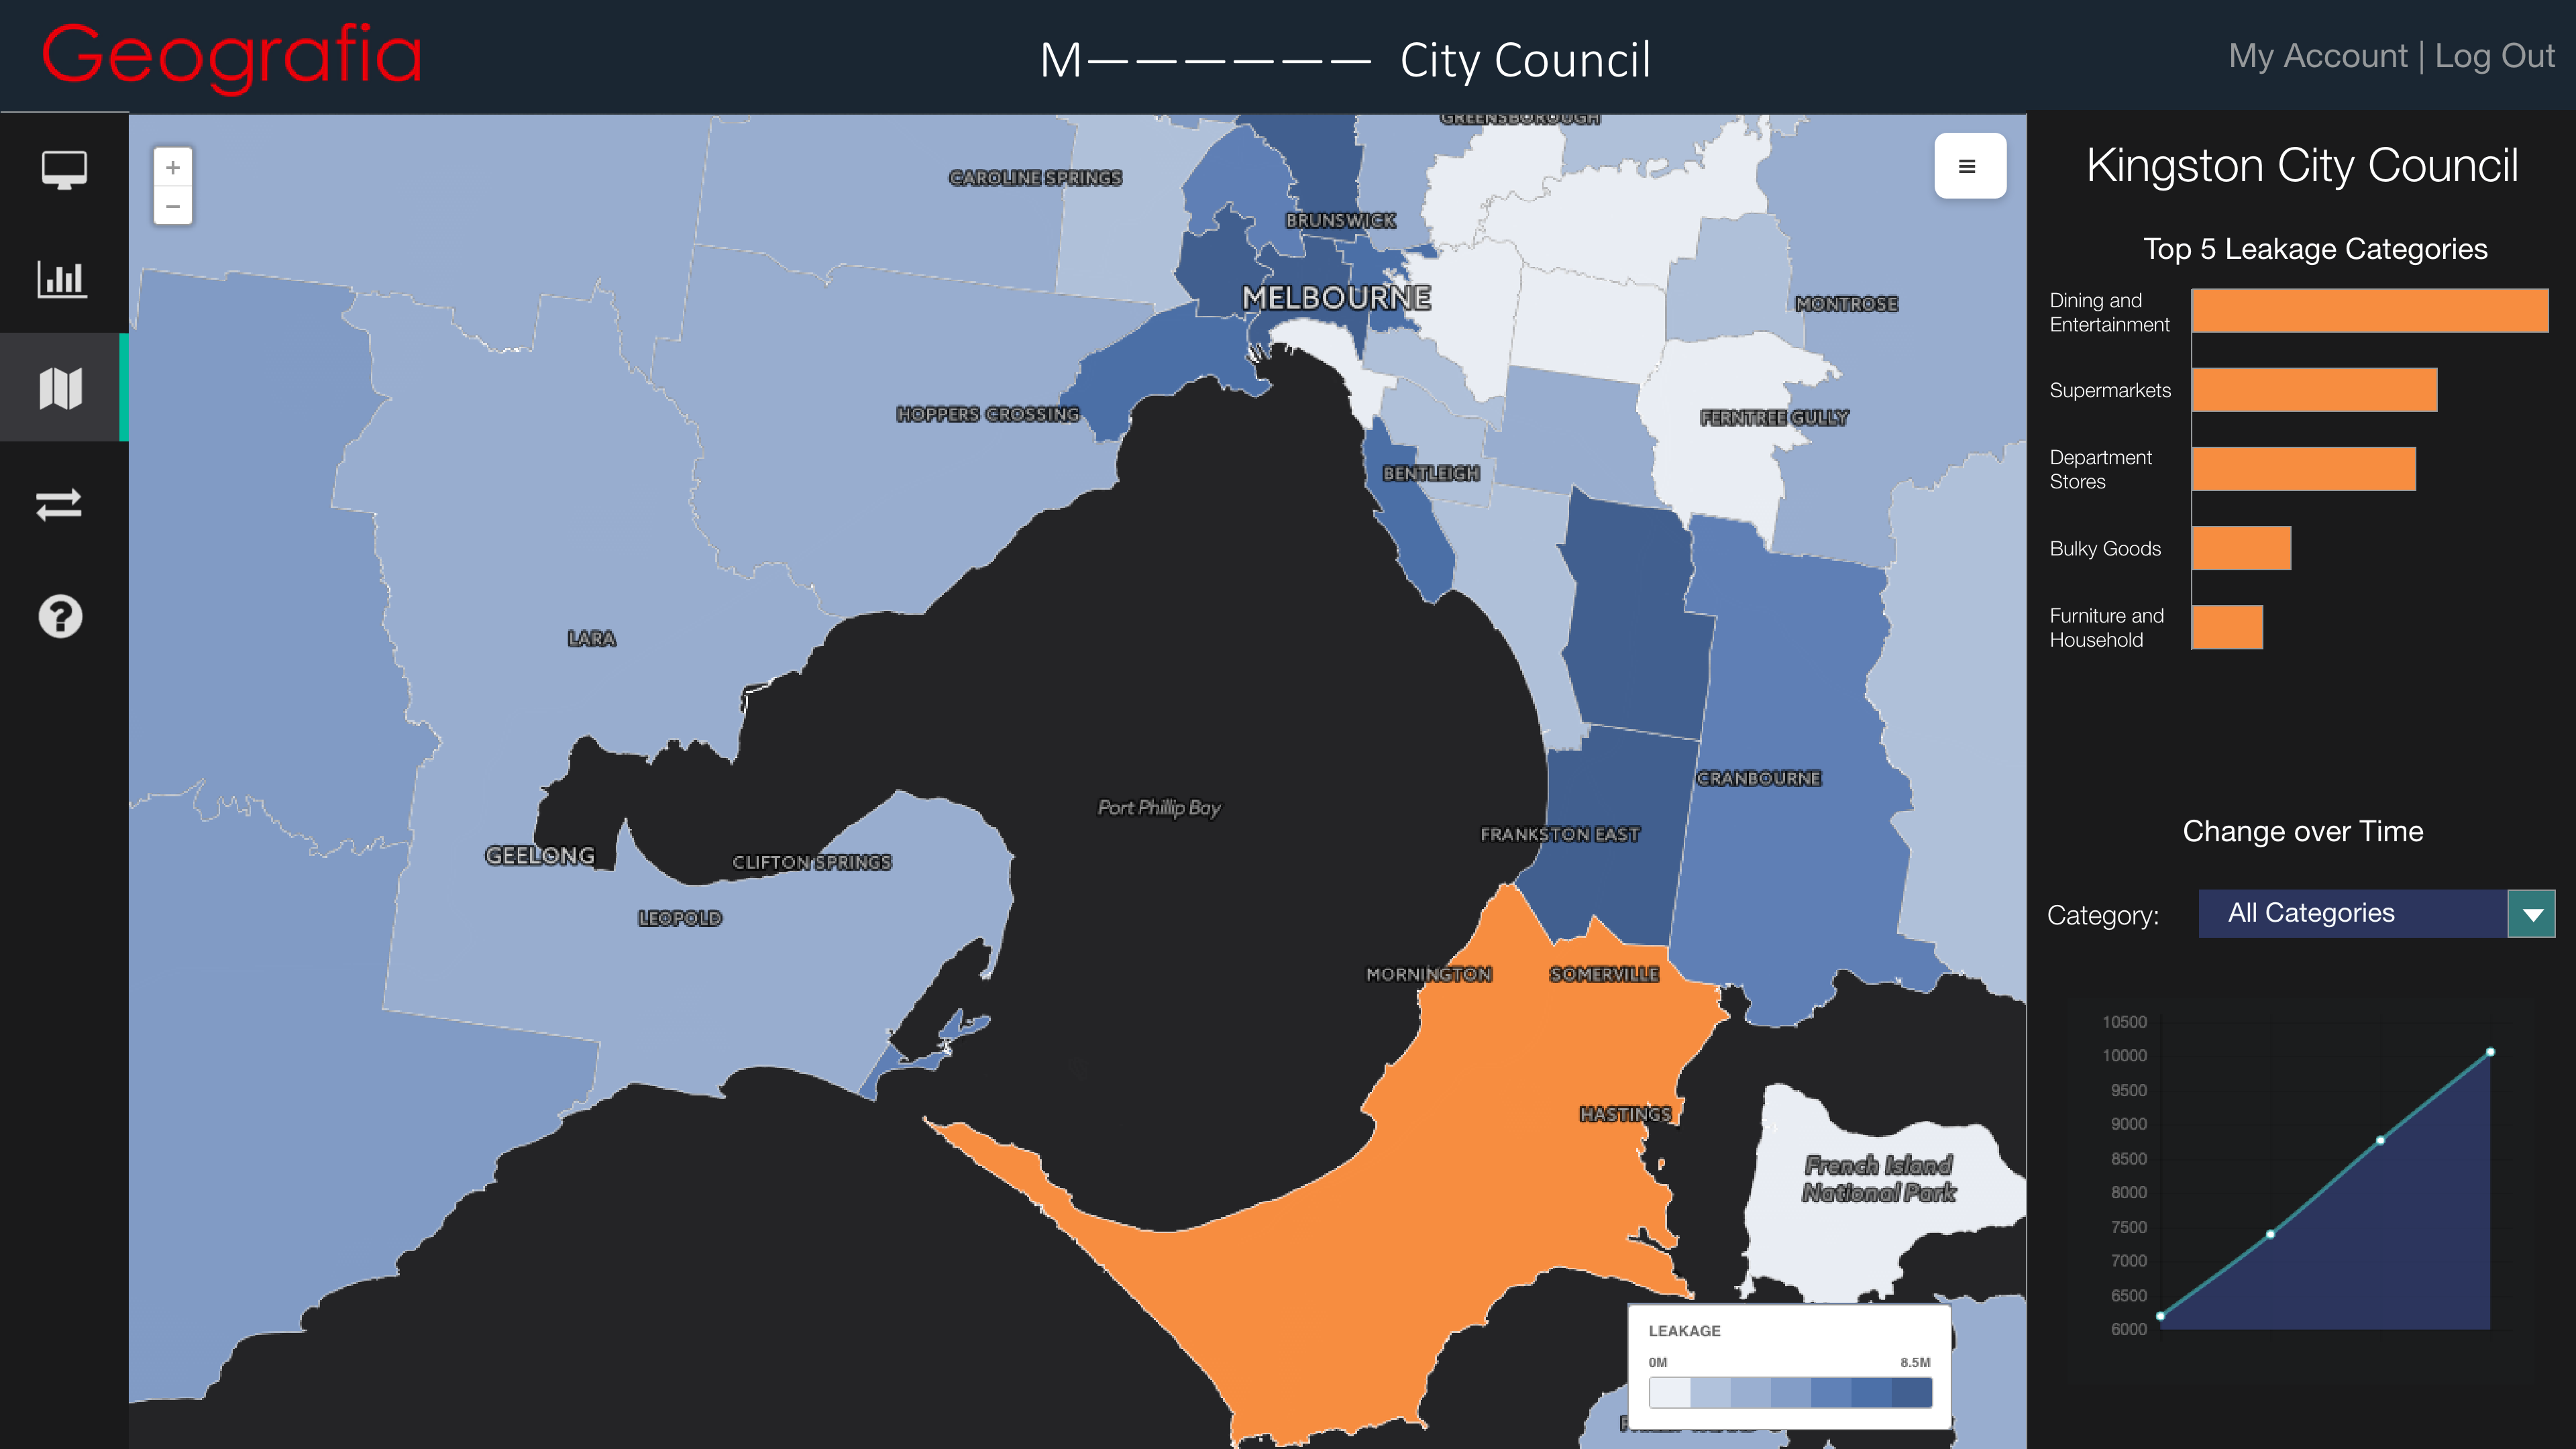 Geografia
M— — — — — — City Council
My Account | Log Out
+
−
GREENSBOROUGH
CAROLINE SPRINGS
BRUNSWICK
MELBOURNE
MONTROSE
HOPPERS CROSSING
FERNTREE GULLY
BENTLEIGH
LARA
CRANBOURNE
Port Phillip Bay
FRANKSTON EAST
GEELONG
CLIFTON SPRINGS
LEOPOLD
MORNINGTON
SOMERVILLE
HASTINGS
French Island
National Park
LEAKAGE
0M 8.5M
Kingston City Council
Top 5 Leakage Categories
Dining and
Entertainment
Supermarkets
Department
Stores
Bulky Goods
Furniture and
Household
Change over Time
Category: All Categories
10500
10000
9500
9000
8500
8000
7500
7000
6500
6000